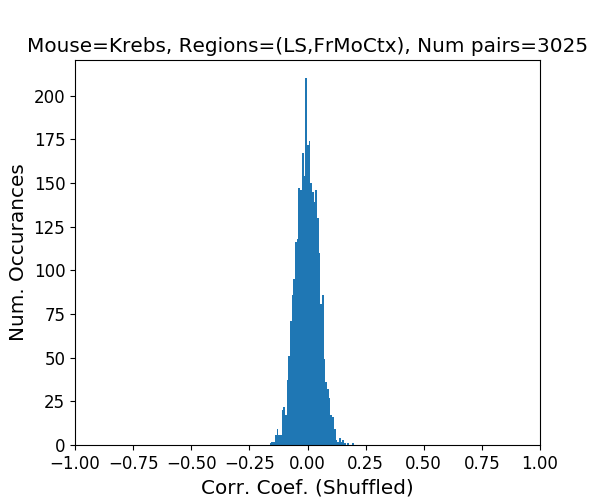 Mouse=Krebs, Regions=(LS,FrMoCtx), Num pairs=3025
200
175
150
125
100
75
50
25
0
Num. Occurances
−1.00 −0.75 −0.50 −0.25 0.00 0.25 0.50 0.75 1.00
Corr. Coef. (Shuffled)